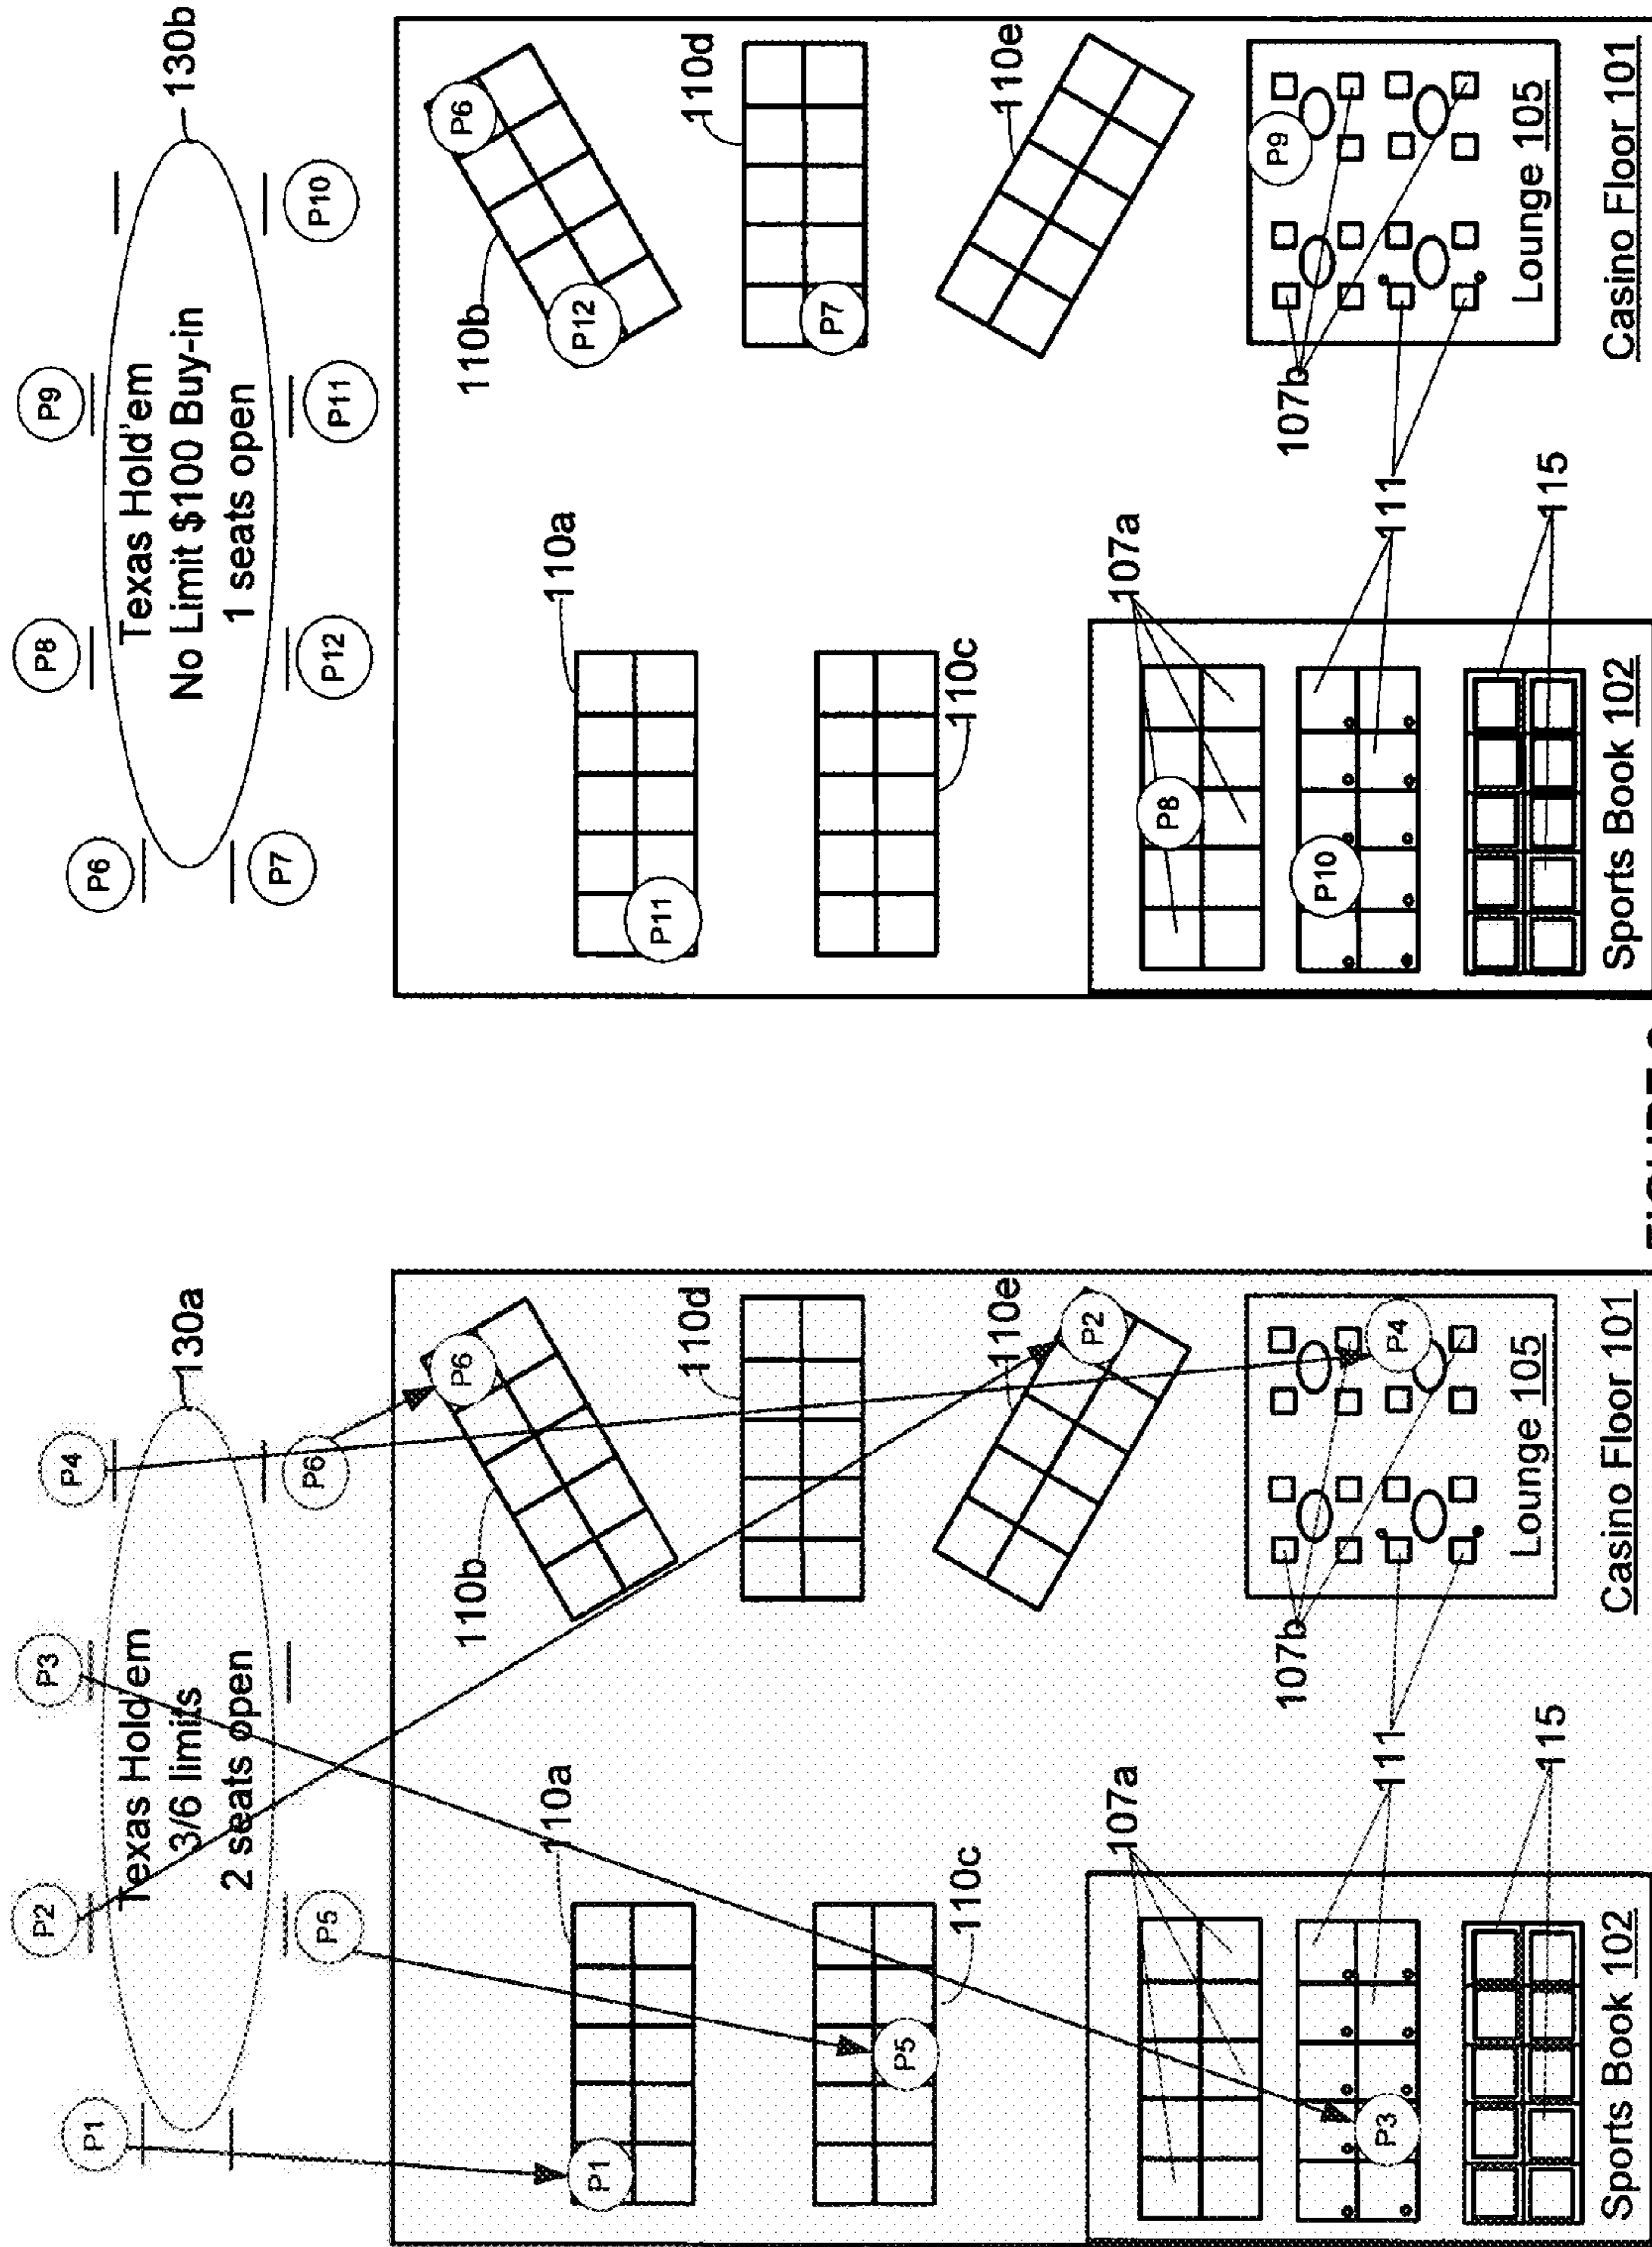 P1
P2
P3
P4
130a
Texas Hold'em
3/6 limits
2 seats open
P5
P6
110a
110b
P6
P1
110d
110c
P5
110e
P2
107a
107b
P4
111
P3
115
Lounge 105
Sports Book 102
Casino Floor 101
P6
P8
P9
130b
Texas Hold'em
No Limit $100 Buy-in
1 seats open
P7
P12
P11
P10
110a
110b
P6
P12
P11
110d
110c
P7
110e
107a
P8
107b
P9
P10
111
115
Lounge 105
Sports Book 102
Casino Floor 101
FIGURE